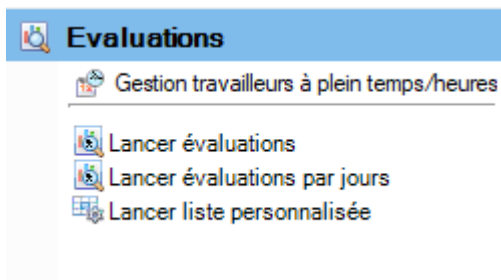 Evaluations
Gestion travailleurs à plein temps/heures
Lancer évaluations
Lancer évaluations par jours
Lancer liste personnalisée